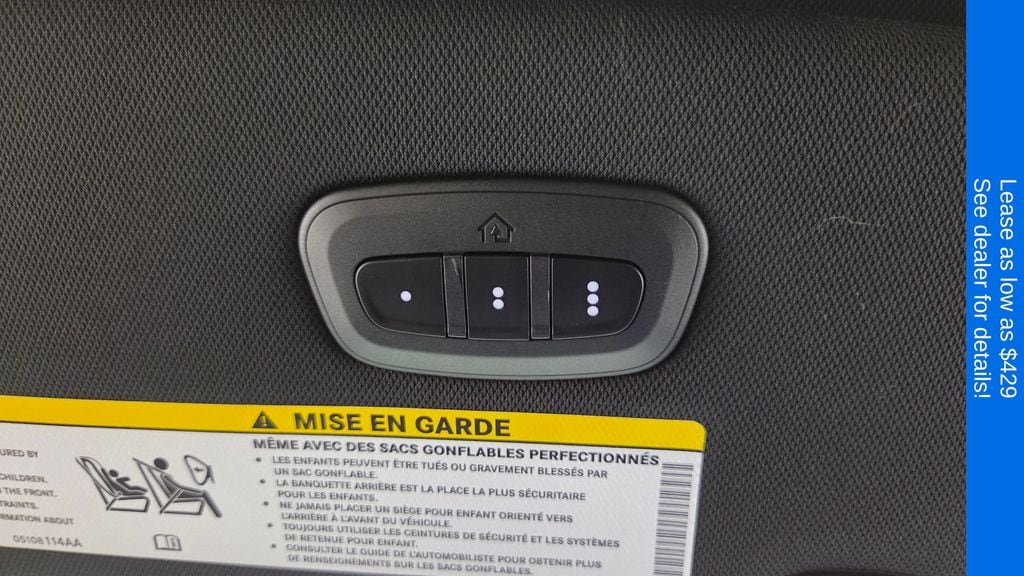 MISE EN GARDE
MÊME AVEC DES SACS GONFLABLES PERFECTIONNÉS
• LES ENFANTS PEUVENT ÊTRE TUÉS OU GRAVEMENT BLESSÉS PAR
UN SAC GONFLABLE.
• LA BANQUETTE ARRIÈRE EST LA PLACE LA PLUS SÉCURITAIRE
POUR LES ENFANTS.
• NE JAMAIS PLACER UN SIÈGE POUR ENFANT ORIENTÉ VERS
L'ARRIÈRE À L'AVANT DU VÉHICULE.
• TOUJOURS UTILISER LES CEINTURES DE SÉCURITÉ ET LES SYSTÈMES
DE RETENUE POUR ENFANT.
• CONSULTER LE GUIDE DE L'AUTOMOBILISTE POUR OBTENIR PLUS
DE RENSEIGNEMENTS SUR LES SACS GONFLABLES.
URED BY
CHILDREN.
THE FRONT.
TRAINTS.
RMATION ABOUT
05108114AA
Lease as low as $429
See dealer for details!